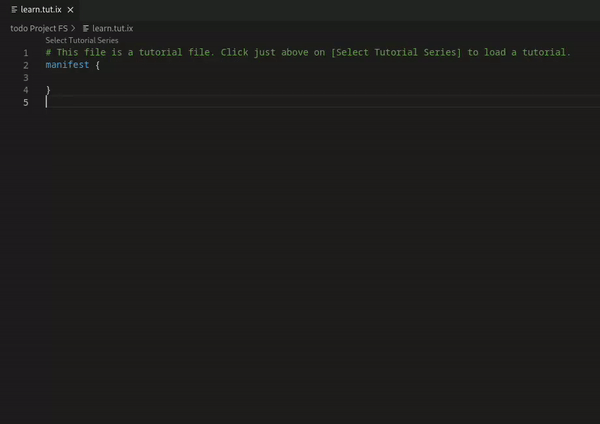 learn.tut.ix ×
todo Project FS > learn.tut.ix
Select Tutorial Series
1 # This file is a tutorial file. Click just above on [Select Tutorial Series] to load a tutorial.
2 manifest {
3
4 }
5